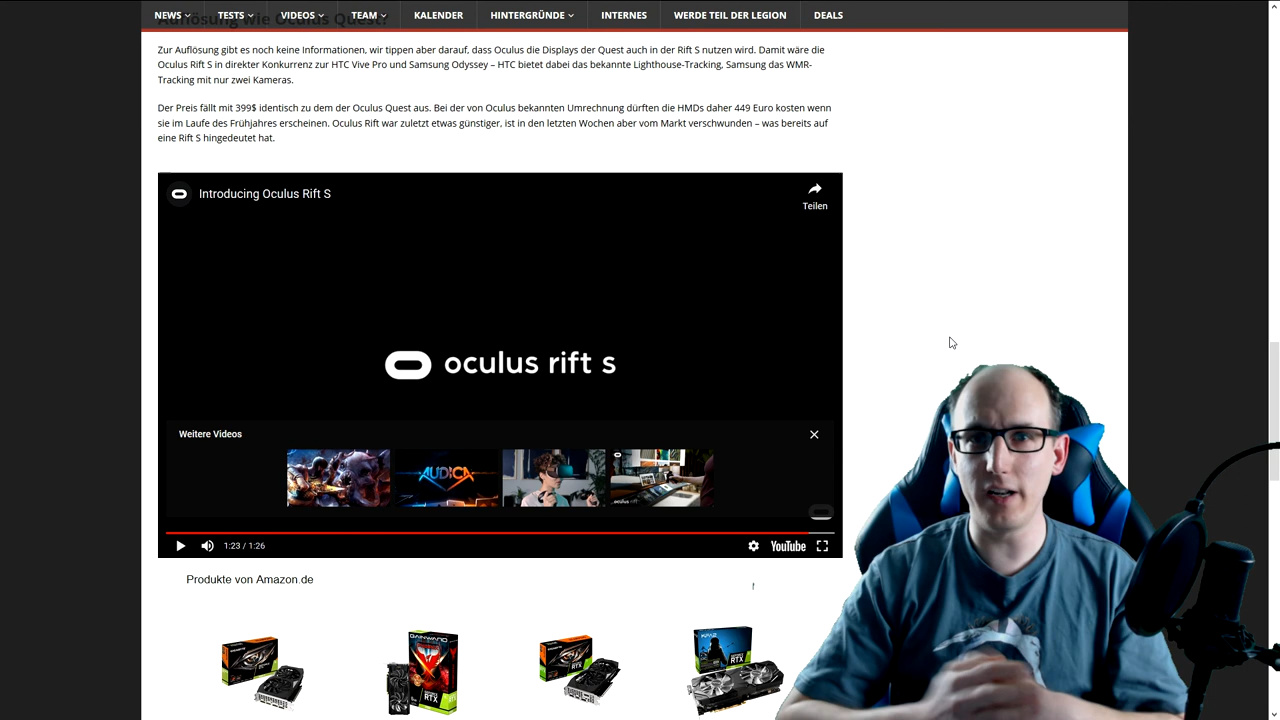 NEWS
TESTS
VIDEOS
TEAM
KALENDER
HINTERGRÜNDE
INTERNES
WERDE TEIL DER LEGION
DEALS
Auflösung wie Oculus Quest?
Zur Auflösung gibt es noch keine Informationen, wir tippen aber darauf, dass Oculus die Displays der Quest auch in der Rift S nutzen wird. Damit wäre die
Oculus Rift S in direkter Konkurrenz zur HTC Vive Pro und Samsung Odyssey – HTC bietet dabei das bekannte Lighthouse-Tracking, Samsung das WMR-
Tracking mit nur zwei Kameras.
Der Preis fällt mit 399$ identisch zu dem der Oculus Quest aus. Bei der von Oculus bekannten Umrechnung dürften die HMDs daher 449 Euro kosten wenn
sie im Laufe des Frühjahres erscheinen. Oculus Rift war zuletzt etwas günstiger, ist in den letzten Wochen aber vom Markt verschwunden – was bereits auf
eine Rift S hingedeutet hat.
Introducing Oculus Rift S
Teilen
oculus rift s
Weitere Videos
AUDICA
1:23 / 1:26
YouTube
Produkte von Amazon.de
GAINWARD
RTX
RTX